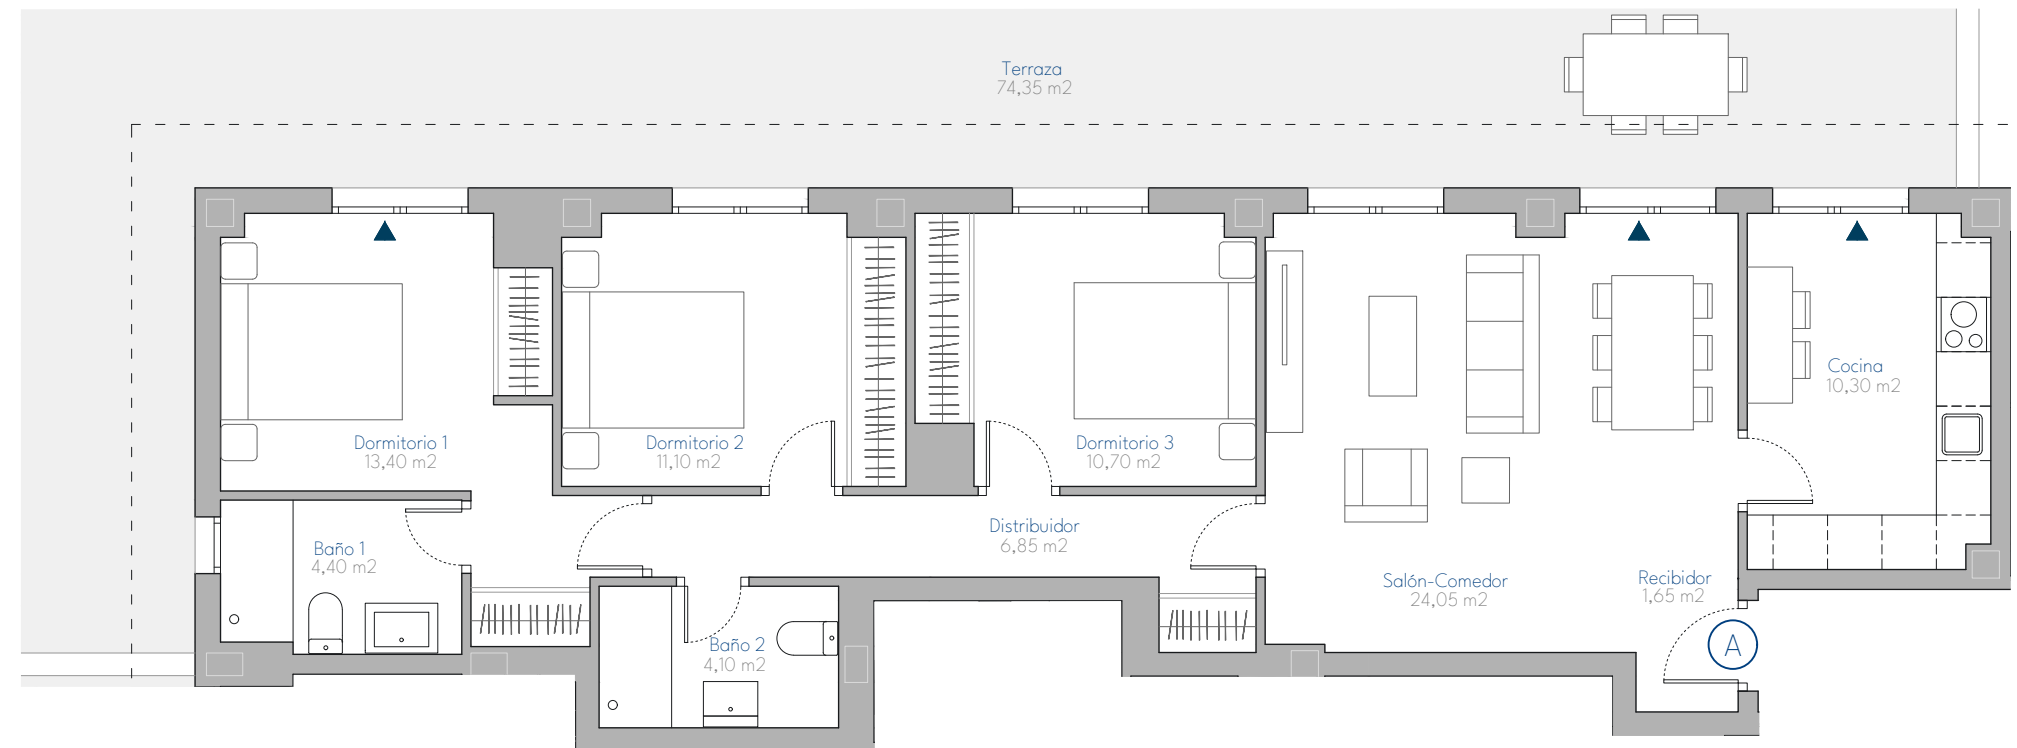 Terraza
74,35 m2
Dormitorio 1
13,40 m2
Dormitorio 2
11,10 m2
Dormitorio 3
10,70 m2
Cocina
10,30 m2
Baño 1
4,40 m2
Distribuidor
6,85 m2
Salón-Comedor
24,05 m2
Recibidor
1,65 m2
Baño 2
4,10 m2
A